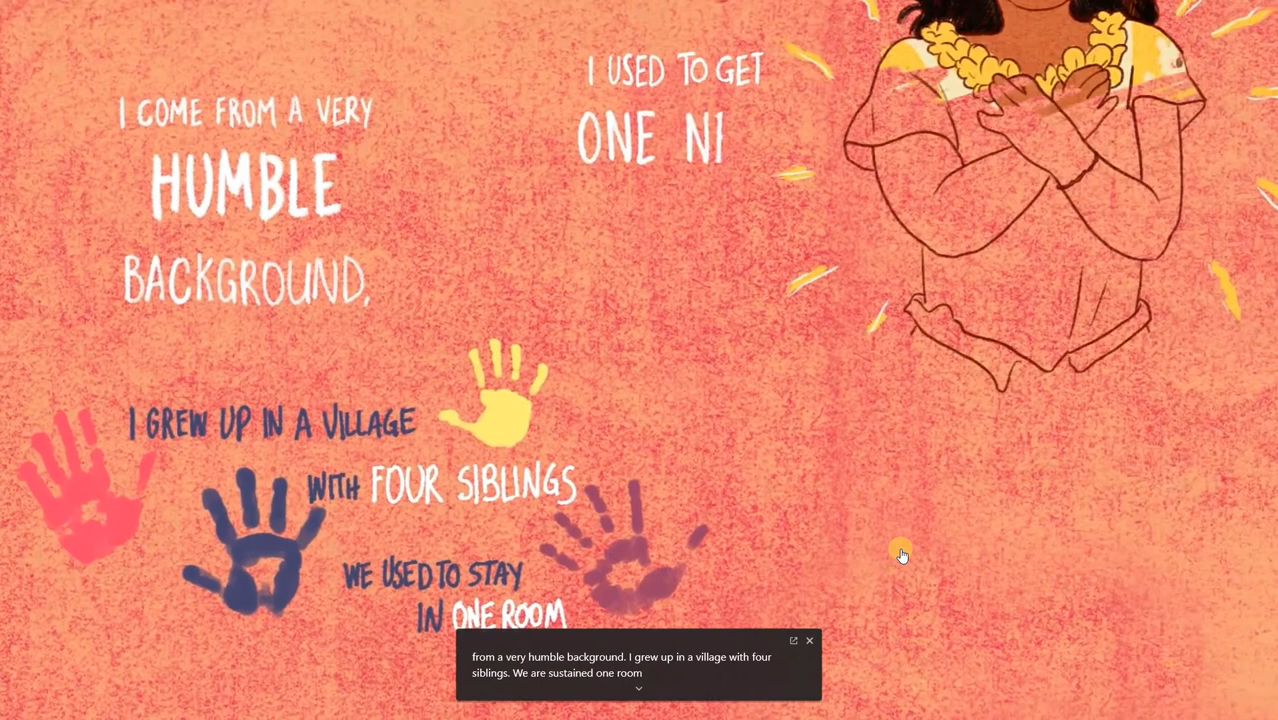 I COME FROM A VERY
HUMBLE
BACKGROUND,
I USED TO GET
ONE NI
I GREW UP IN A VILLAGE
WITH FOUR SIBLINGS
WE USED TO STAY
IN ONE ROOM
from a very humble background. I grew up in a village with four
siblings. We are sustained one room